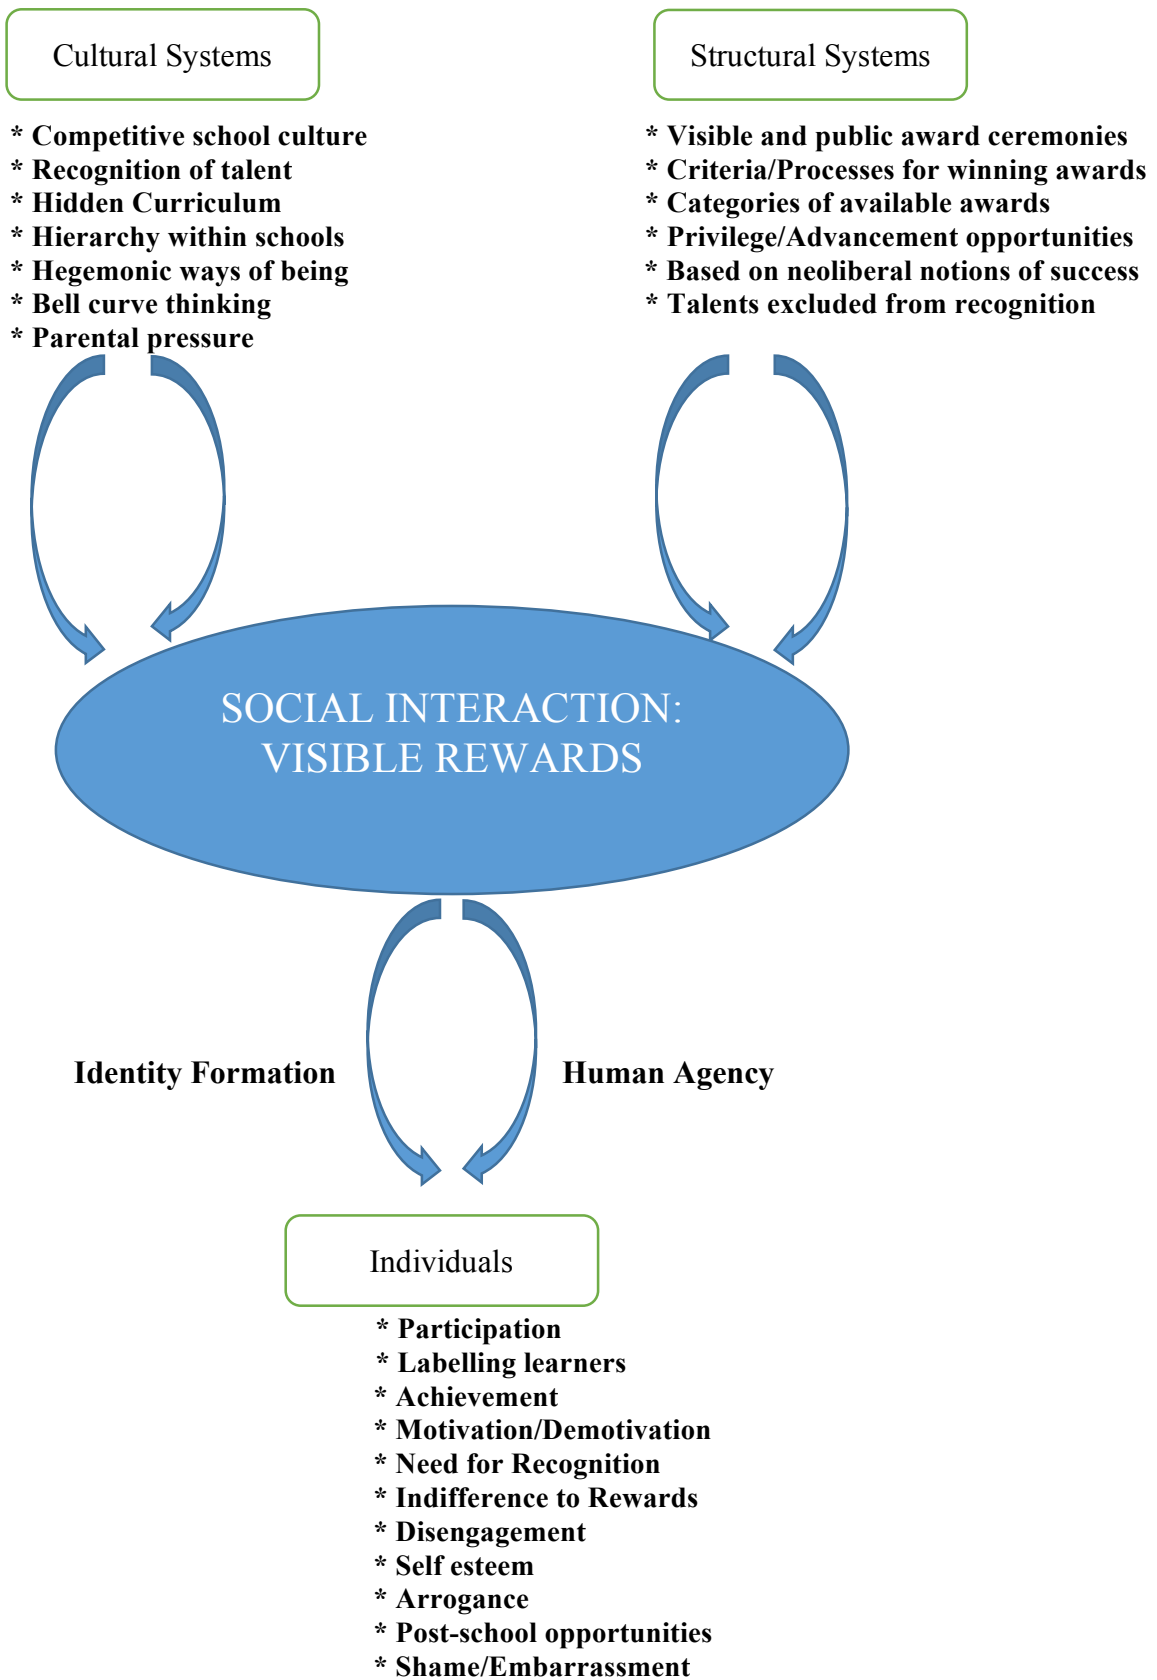 Cultural Systems
* Competitive school culture
* Recognition of talent
* Hidden Curriculum
* Hierarchy within schools
* Hegemonic ways of being
* Bell curve thinking
* Parental pressure
Structural Systems
* Visible and public award ceremonies
* Criteria/Processes for winning awards
* Categories of available awards
* Privilege/Advancement opportunities
* Based on neoliberal notions of success
* Talents excluded from recognition
SOCIAL INTERACTION:
VISIBLE REWARDS
Identity Formation
Human Agency
Individuals
* Participation
* Labelling learners
* Achievement
* Motivation/Demotivation
* Need for Recognition
* Indifference to Rewards
* Disengagement
* Self esteem
* Arrogance
* Post-school opportunities
* Shame/Embarrassment